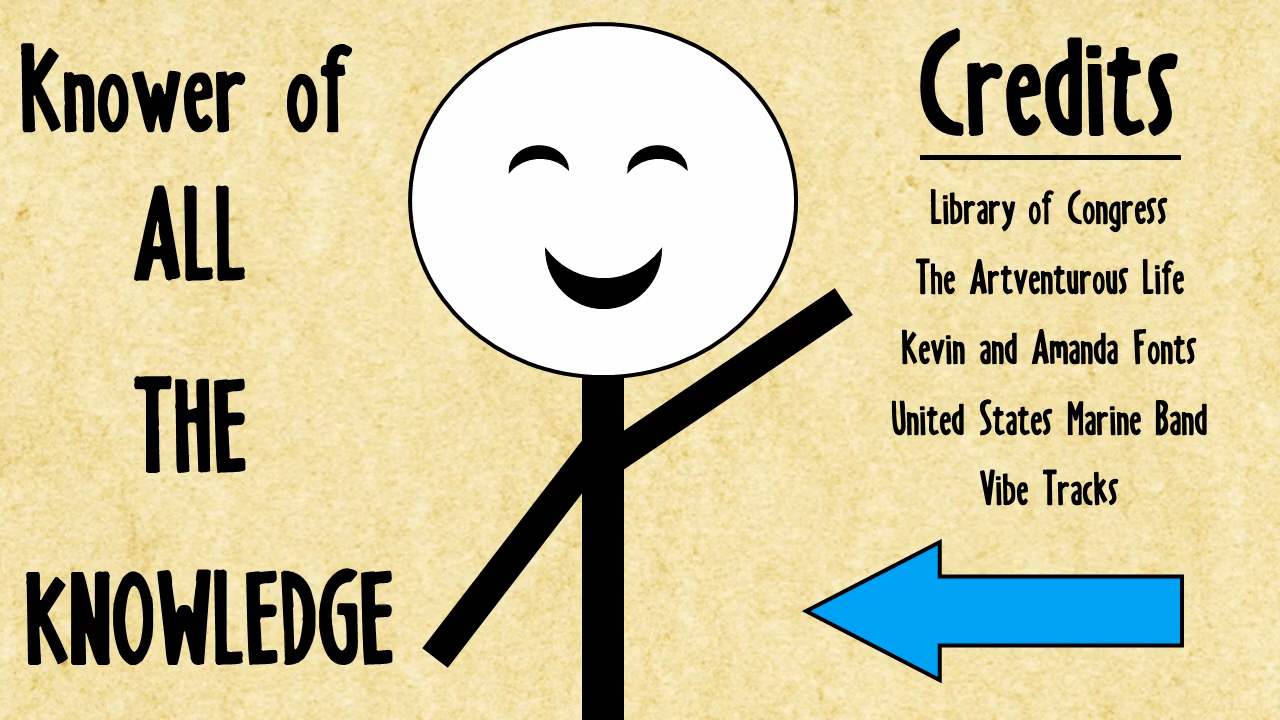 Knower of
ALL
THE
KNOWLEDGE
Credits
Library of Congress
The Artventurous Life
Kevin and Amanda Fonts
United States Marine Band
Vibe Tracks